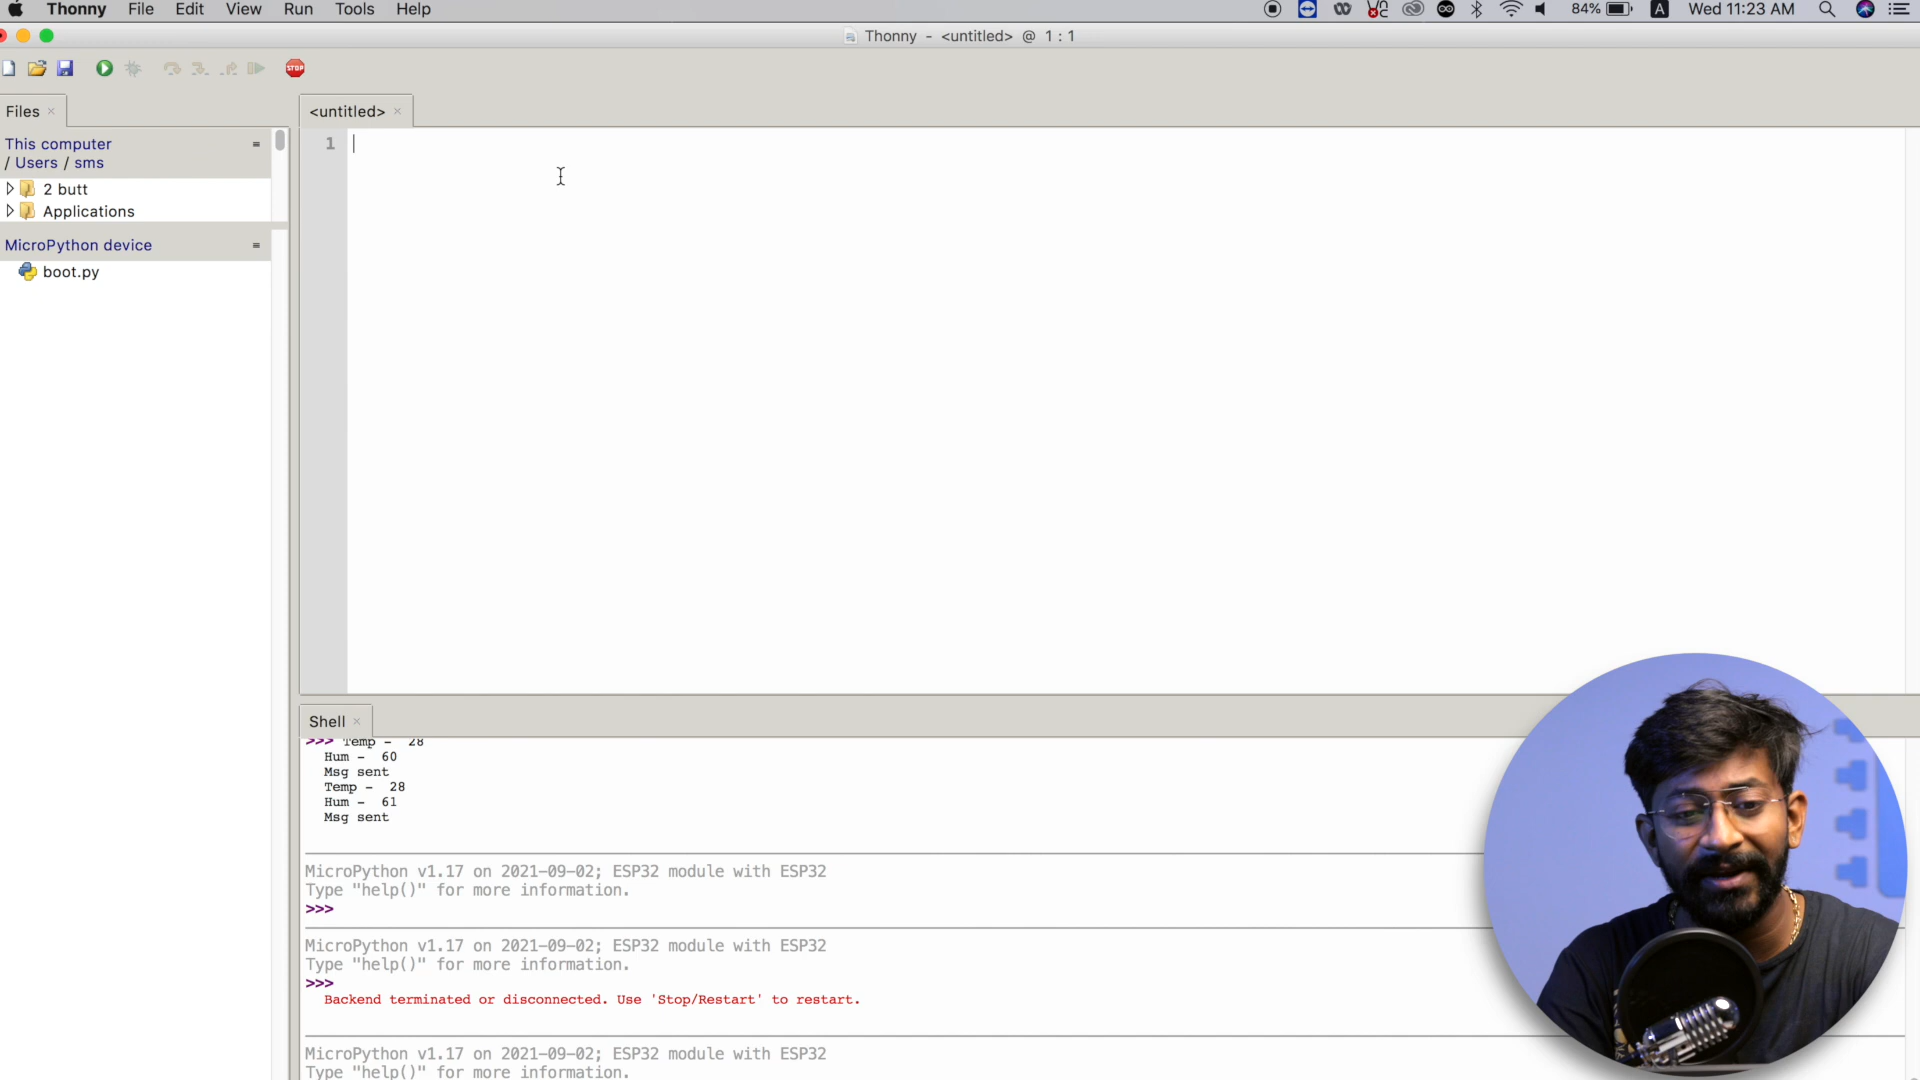 Thonny File Edit View Run Tools Help 84% A Wed 11:23 AM
Thonny - <untitled> @ 1 : 1
STOP
Files
<untitled>
This computer
/ Users / sms
2 butt
Applications
MicroPython device
boot.py
1
Shell
>>> Temp - 28
Hum - 60
Msg sent
Temp - 28
Hum - 61
Msg sent
MicroPython v1.17 on 2021-09-02; ESP32 module with ESP32
Type "help()" for more information.
>>>
MicroPython v1.17 on 2021-09-02; ESP32 module with ESP32
Type "help()" for more information.
>>>
Backend terminated or disconnected. Use 'Stop/Restart' to restart.
MicroPython v1.17 on 2021-09-02; ESP32 module with ESP32
Type "help()" for more information.